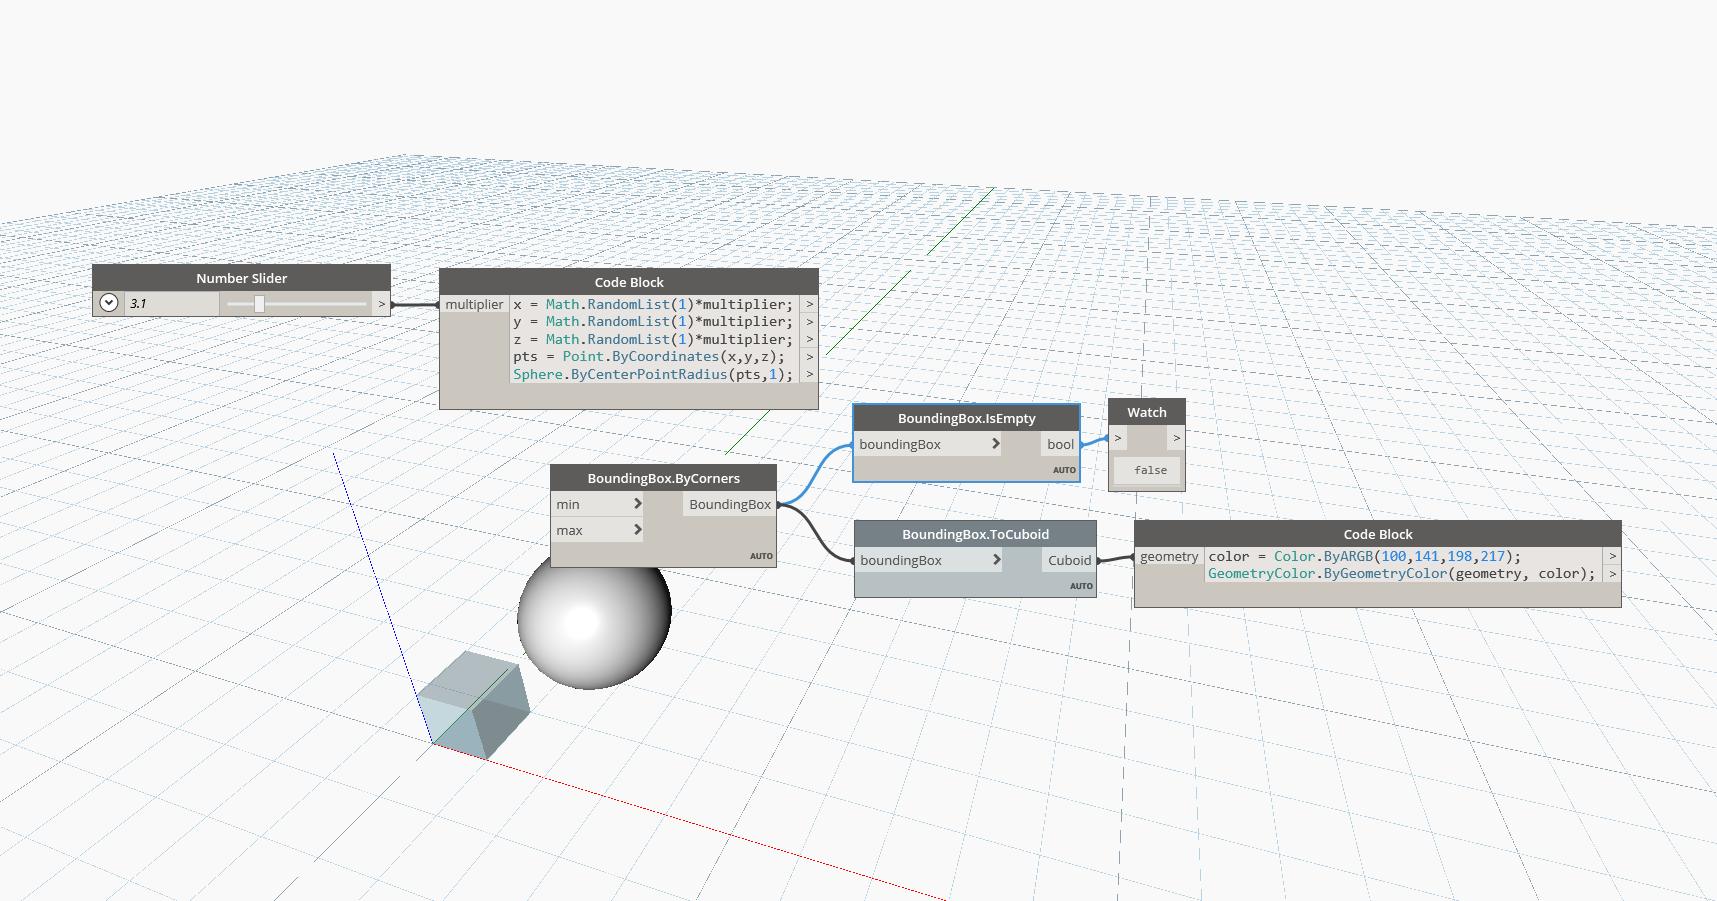 Number Slider
3.1 >
Code Block
multiplier x = Math.RandomList(1)*multiplier; >
y = Math.RandomList(1)*multiplier; >
z = Math.RandomList(1)*multiplier; >
pts = Point.ByCoordinates(x,y,z); >
Sphere.ByCenterPointRadius(pts,1); >
BoundingBox.IsEmpty
boundingBox > bool
AUTO
Watch
> >
false
BoundingBox.ByCorners
min > BoundingBox
max >
AUTO
BoundingBox.ToCuboid
boundingBox > Cuboid
AUTO
Code Block
geometry color = Color.ByARGB(100,141,198,217); >
GeometryColor.ByGeometryColor(geometry, color); >